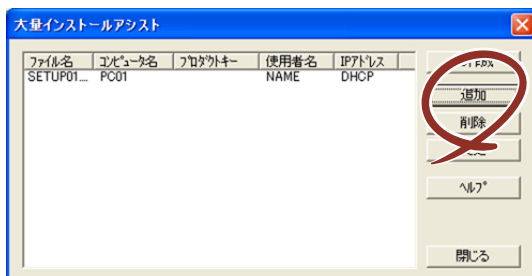 大量インストールアシスト
ファイル名 コンピュータ名 プロダクトキー 使用者名 IPアドレス
SETUP01... PC01 NAME DHCP
追加
削除
ヘルプ
閉じる